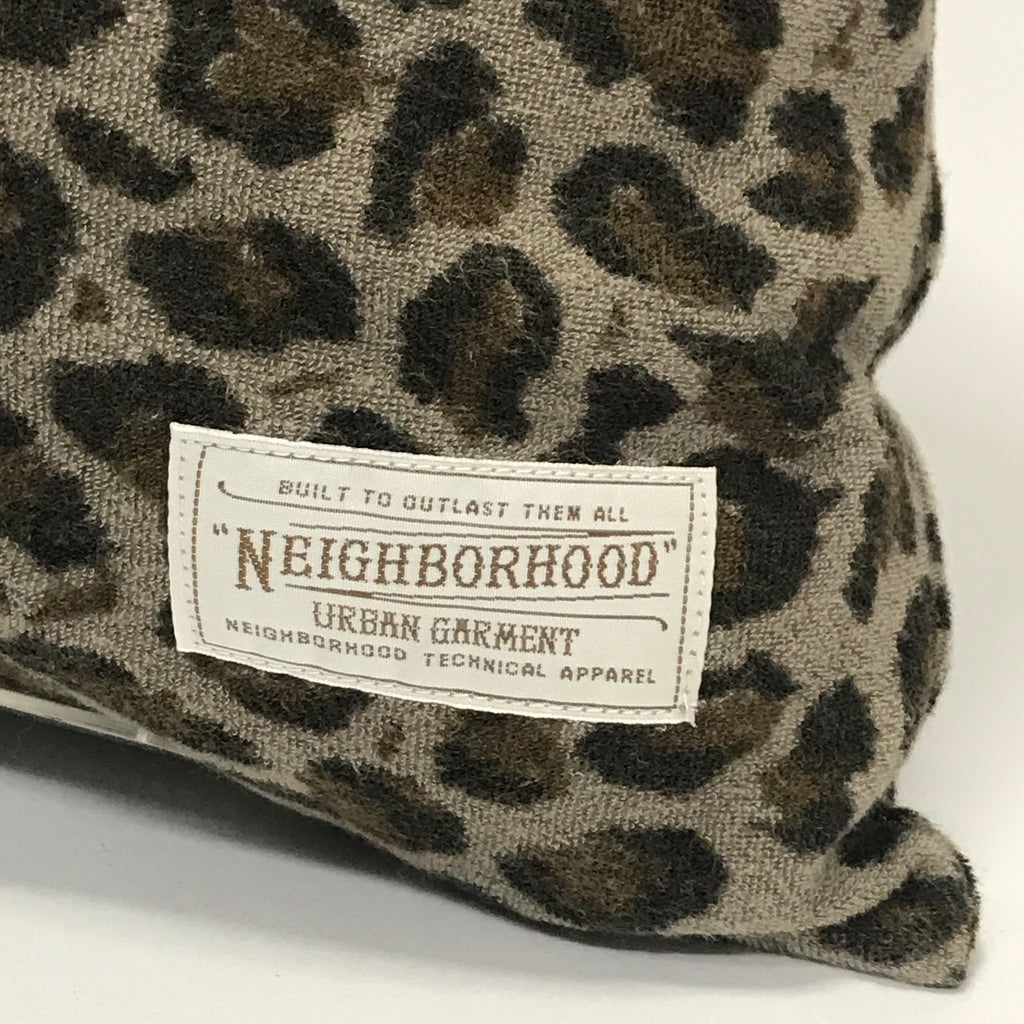 BUILT TO OUTLAST THEM ALL
"NEIGHBORHOOD"
URBAN GARMENT
NEIGHBORHOOD TECHNICAL APPAREL